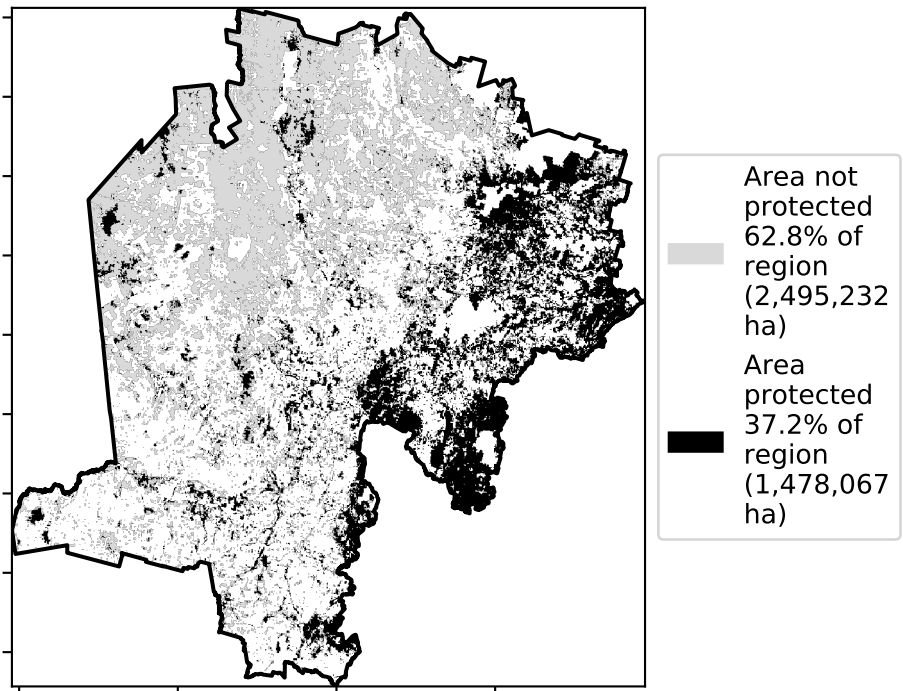 Area not
protected
62.8% of
region
(2,495,232
ha)
Area
protected
37.2% of
region
(1,478,067
ha)